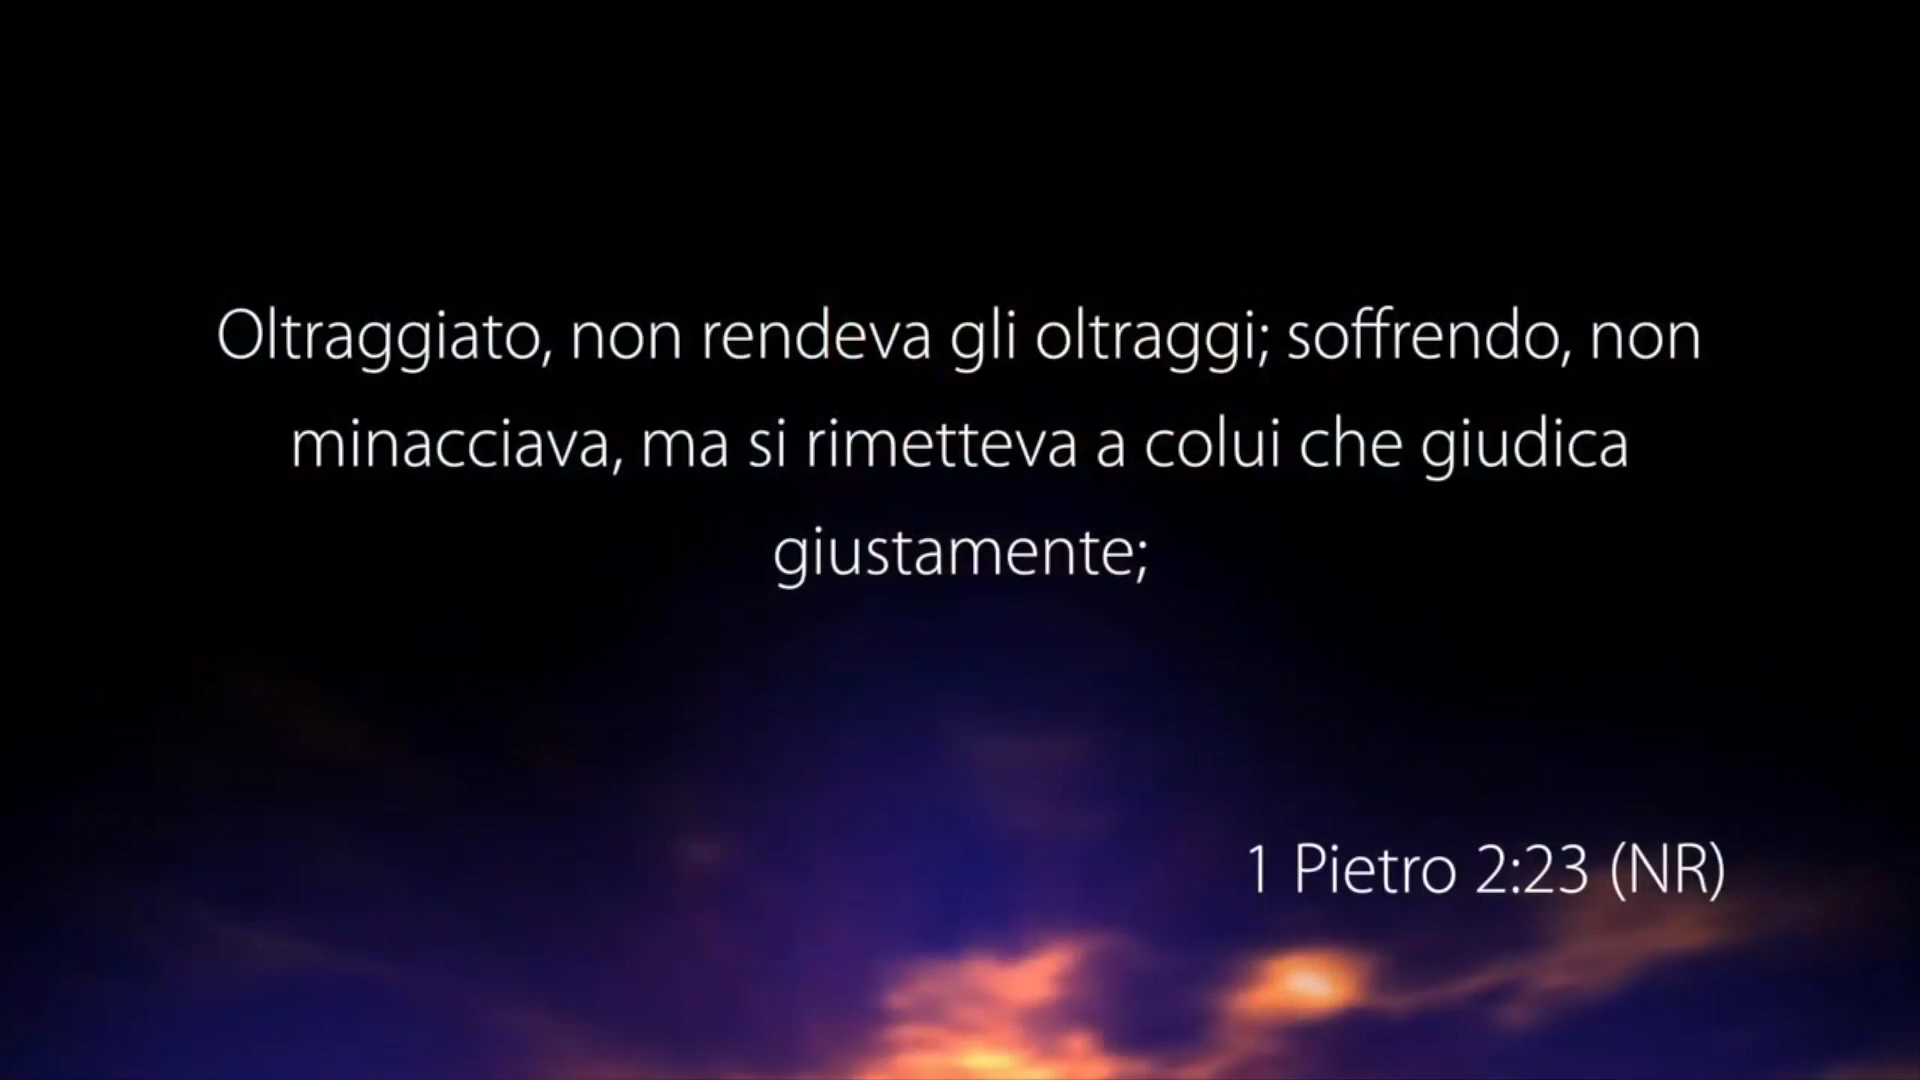 Oltraggiato, non rendeva gli oltraggi; soffrendo, non
minacciava, ma si rimetteva a colui che giudica
giustamente;
1 Pietro 2:23 (NR)